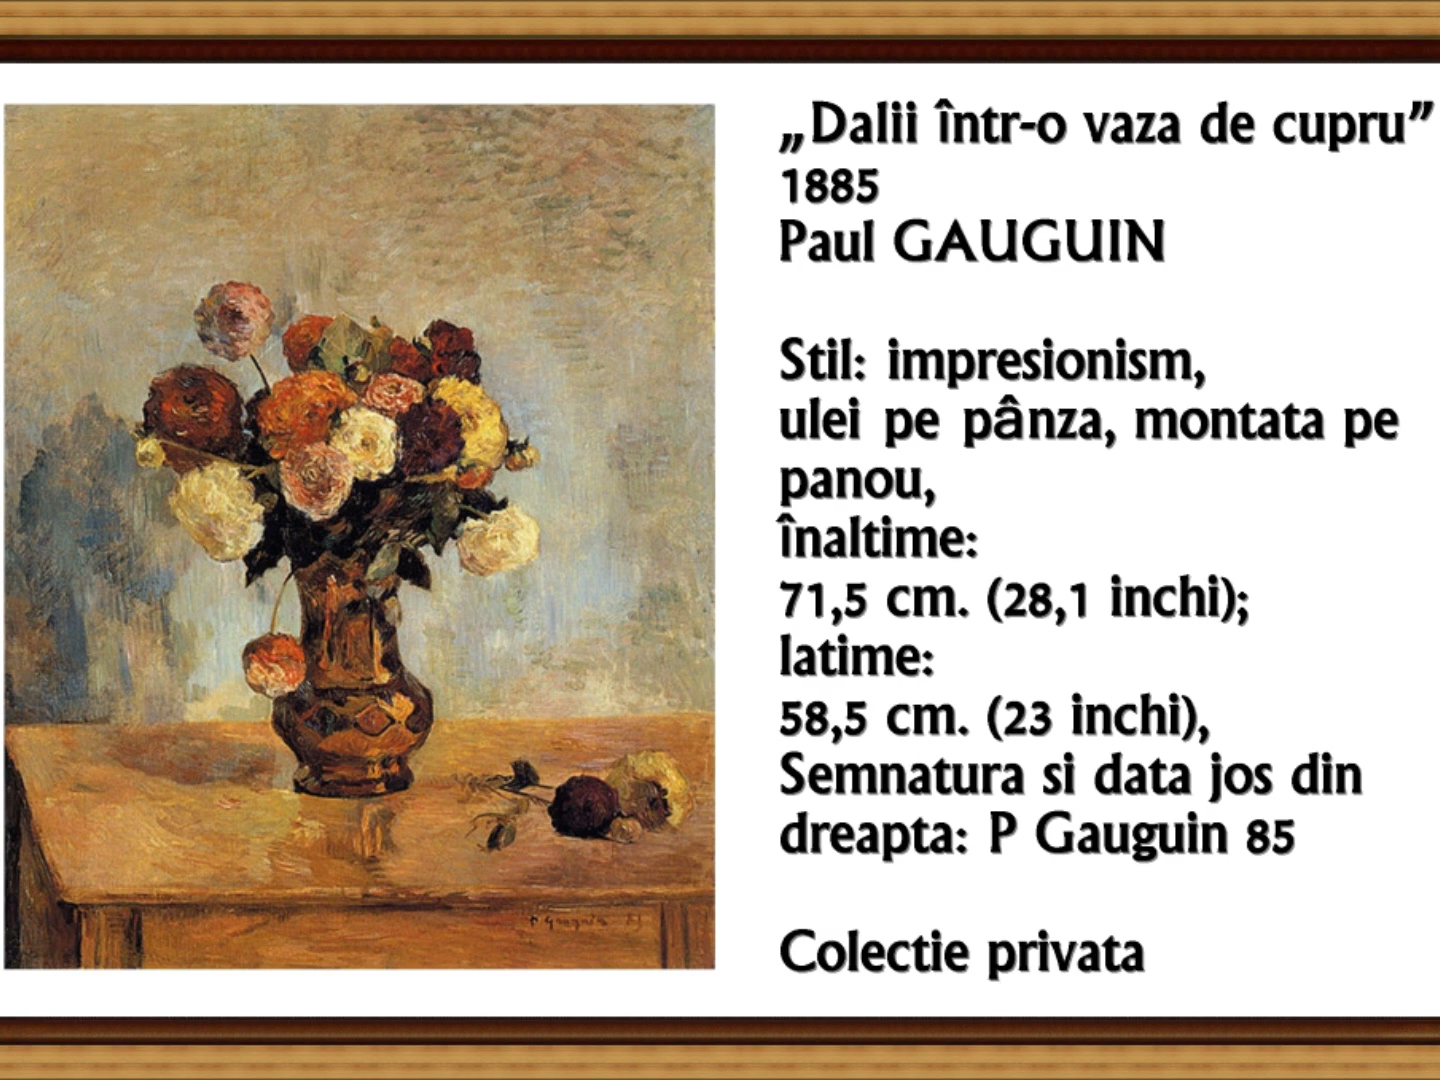 „Dalii într-o vaza de cupru”
1885
Paul GAUGUIN
Stil: impresionism,
ulei pe pânza, montata pe
panou,
înaltime:
71,5 cm. (28,1 inchi);
latime:
58,5 cm. (23 inchi),
Semnatura si data jos din
dreapta: P Gauguin 85
Colectie privata
P Gauguin 85